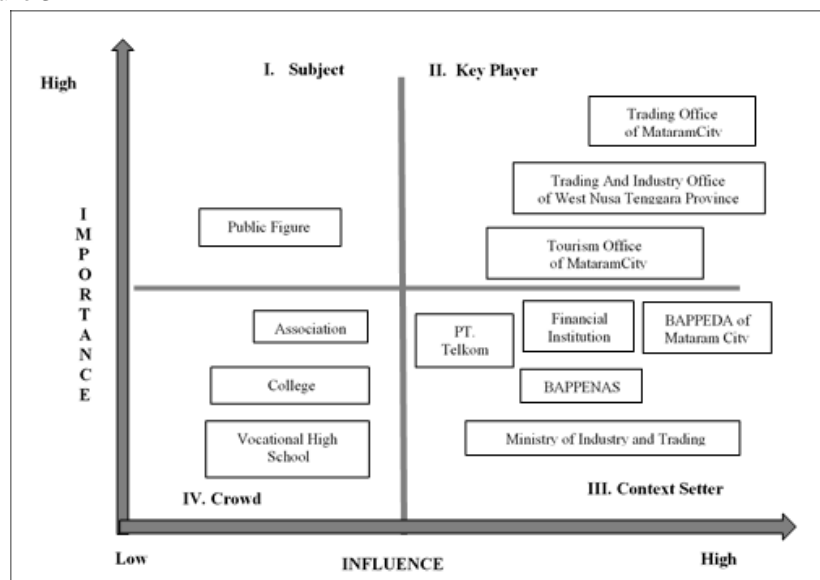 I. Subject
II. Key Player
High
Trading Office
of MataramCity
Trading And Industry Office
of West Nusa Tenggara Province
Public Figure
Tourism Office
of MataramCity
IMPORTANCE
Association
PT.
Telkom
Financial
Institution
BAPPEDA of
Mataram City
College
BAPPENAS
Vocational High
School
Ministry of Industry and Trading
IV. Crowd
III. Context Setter
Low
INFLUENCE
High